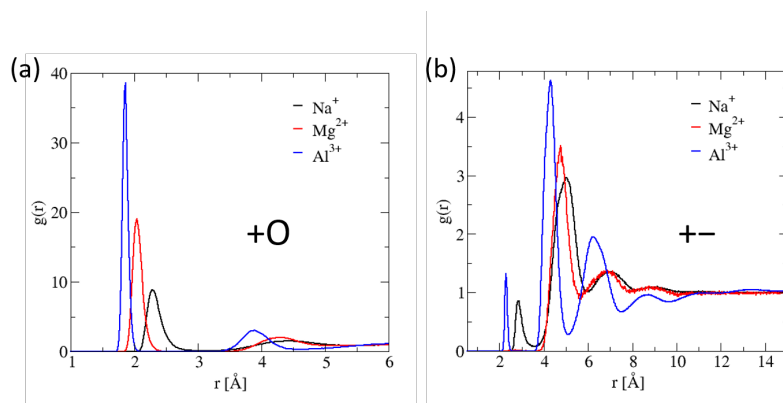 (a)
40
30
20
10
0
g(r)
Na+
Mg2+
Al3+
+O
1 2 3 4 5 6
r [Å]
(b)
4
3
2
1
0
g(r)
Na+
Mg2+
Al3+
+−
2 4 6 8 10 12 14
r [Å]